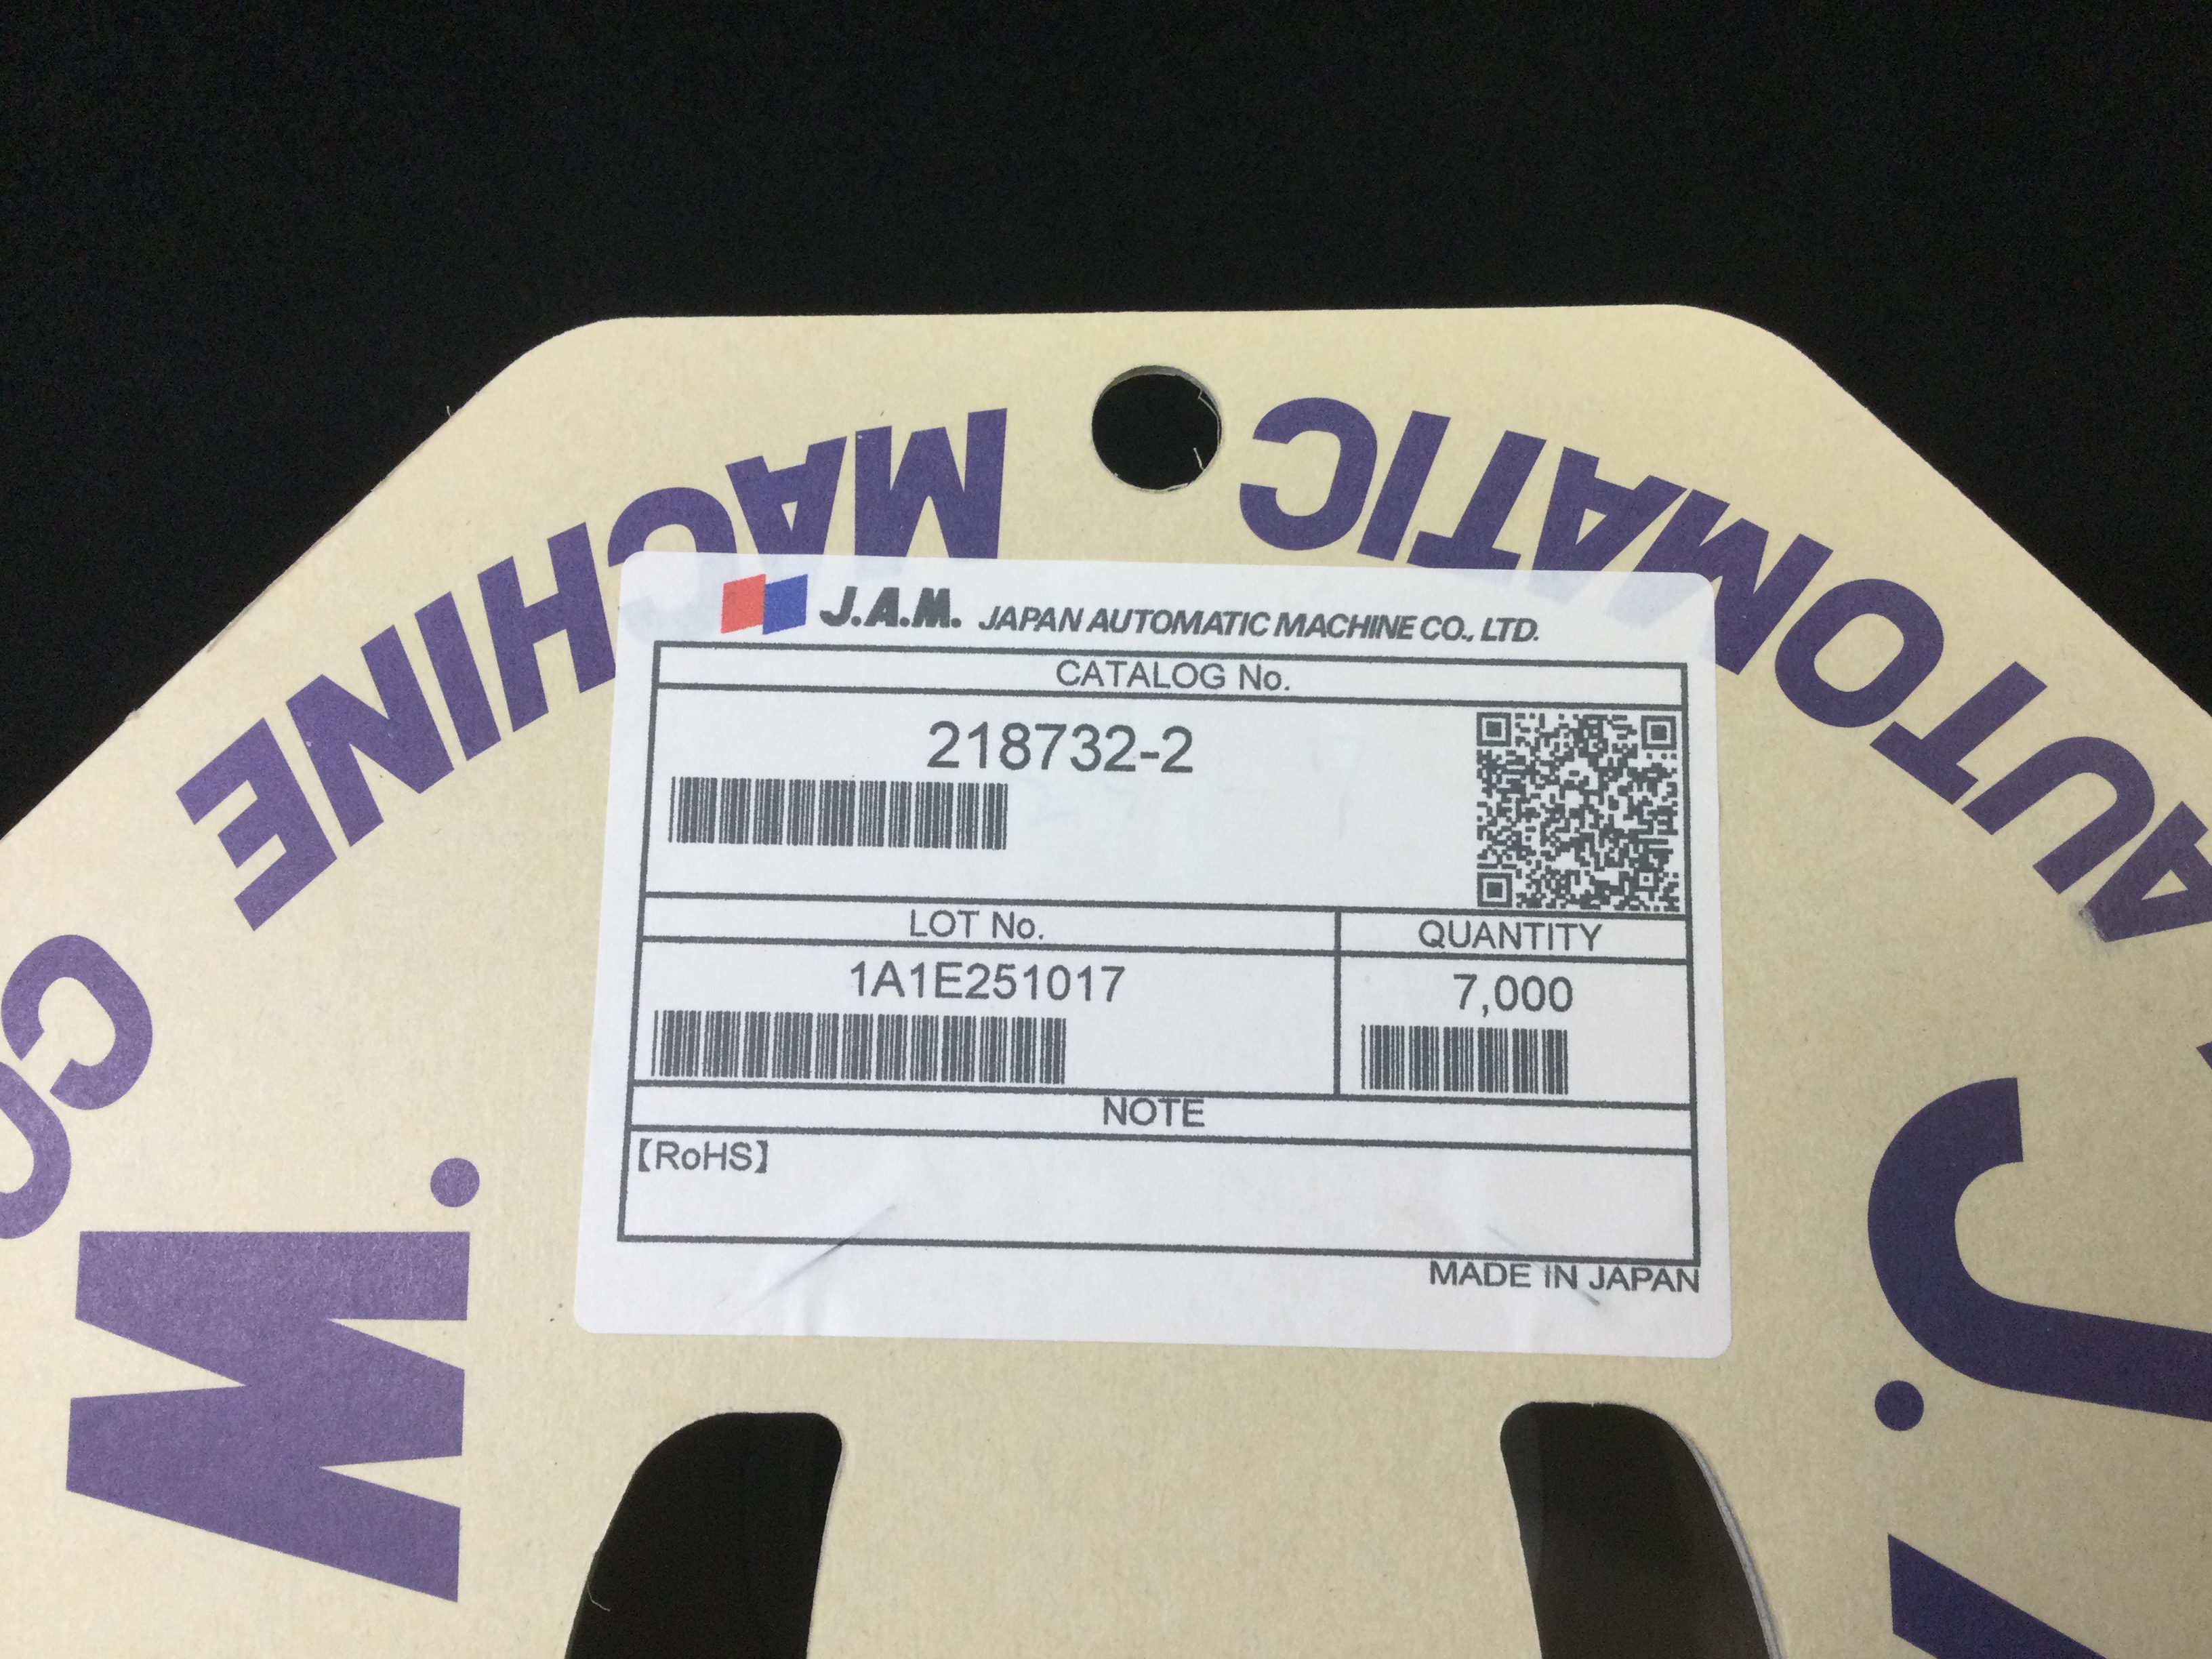 AUTOMATIC
MACHINE
J.A.M. JAPAN AUTOMATIC MACHINE CO., LTD.
CATALOG No.
218732-2
LOT No.
QUANTITY
1A1E251017
7,000
NOTE
【RoHS】
MADE IN JAPAN
CO
J.
M.